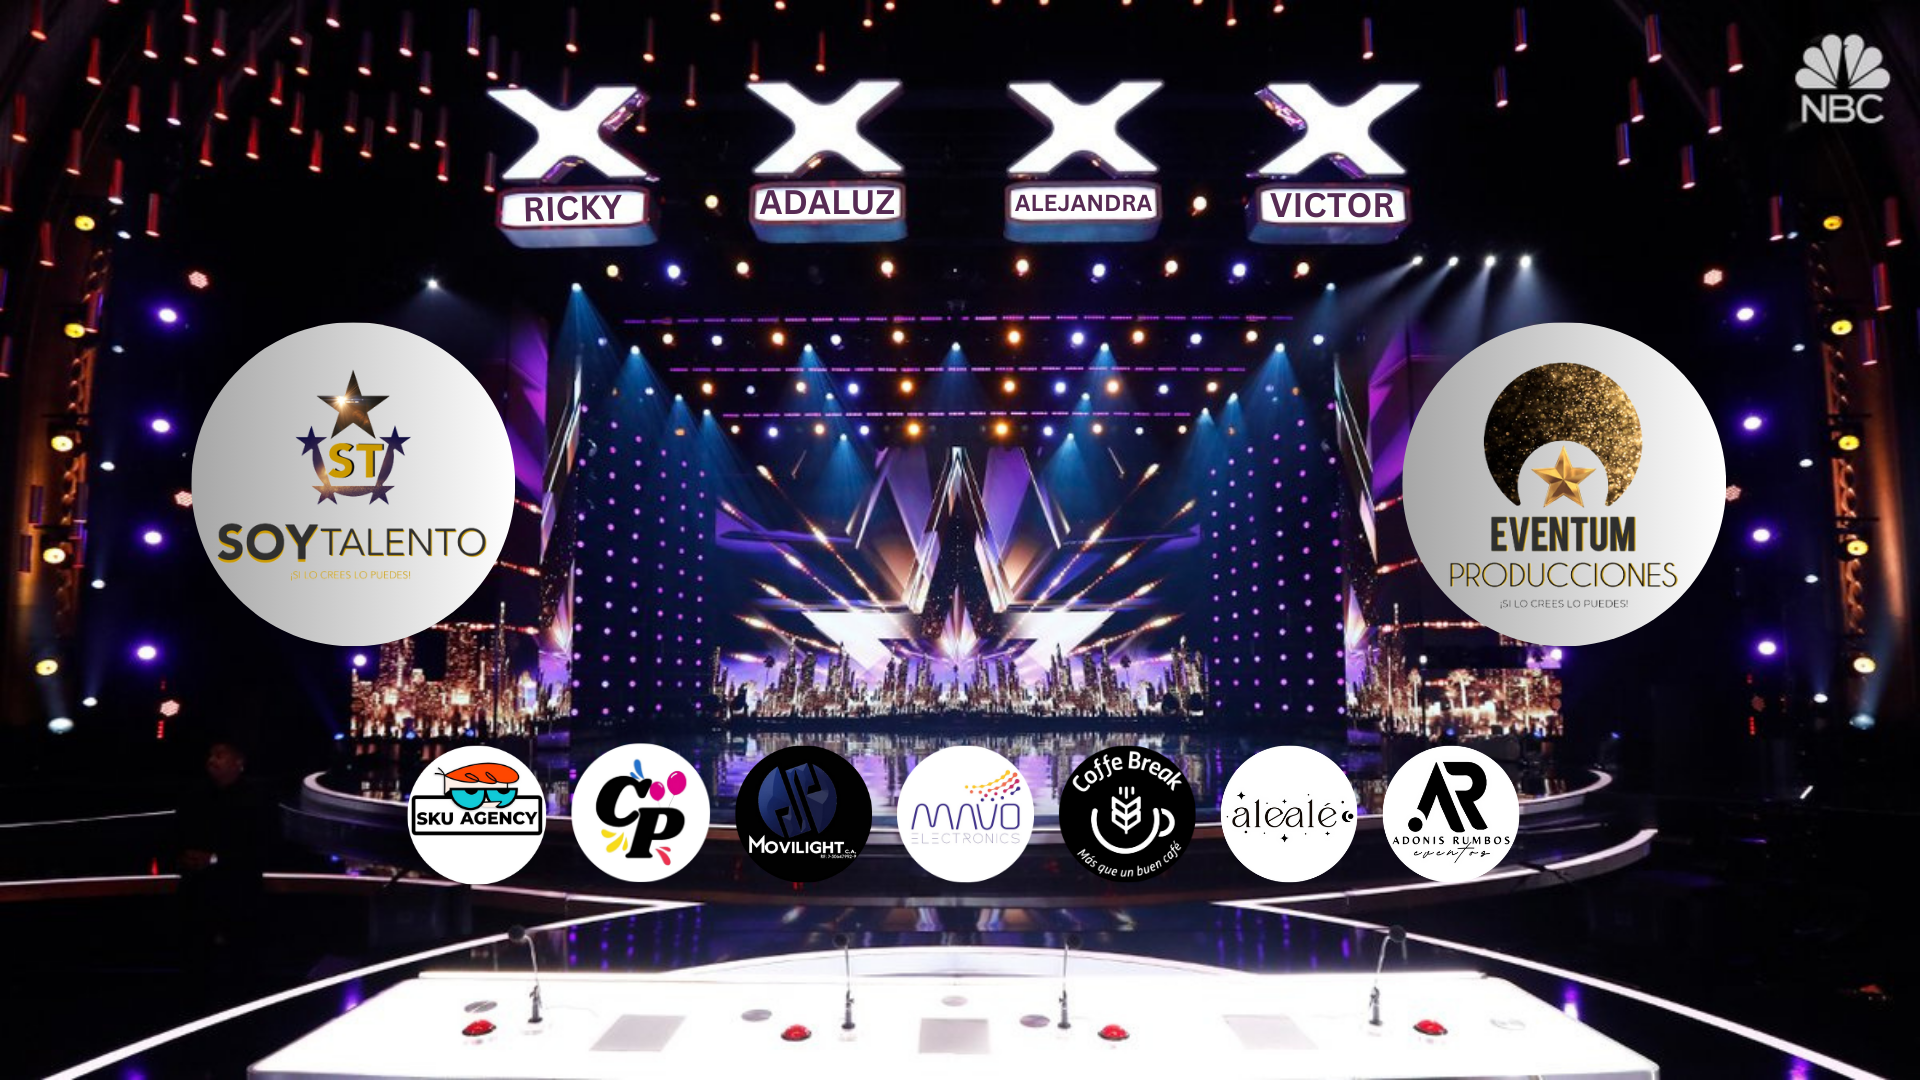 NBC
RICKY
ADALUZ
ALEJANDRA
VICTOR
ST
SOYTALENTO
¡SI LO CREES LO PUEDES!
EVENTUM
PRODUCCIONES
¡SI LO CREES LO PUEDES!
SKU AGENCY
CP
MOVILIGHT C.A.
MAVO
ELECTRONICS
Coffe Break
Más que un buen café
alealé
AR
ADONIS RUMBOS
eventos